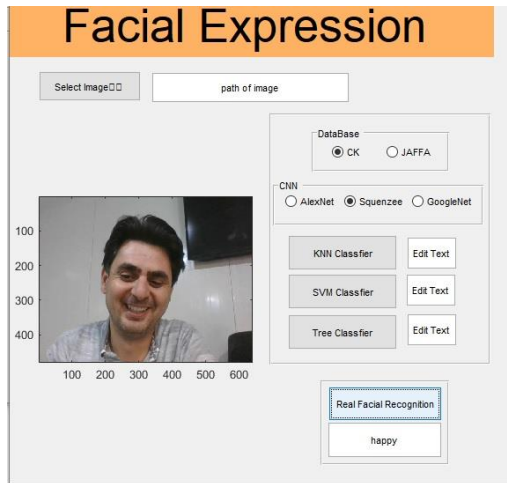 Facial Expression
Select Image▯▯
path of image
DataBase
CK
JAFFA
CNN
AlexNet
Squenzee
GoogleNet
100
200
300
400
100 200 300 400 500 600
KNN Classfier
Edit Text
SVM Classfier
Edit Text
Tree Classfier
Edit Text
Real Facial Recognition
happy